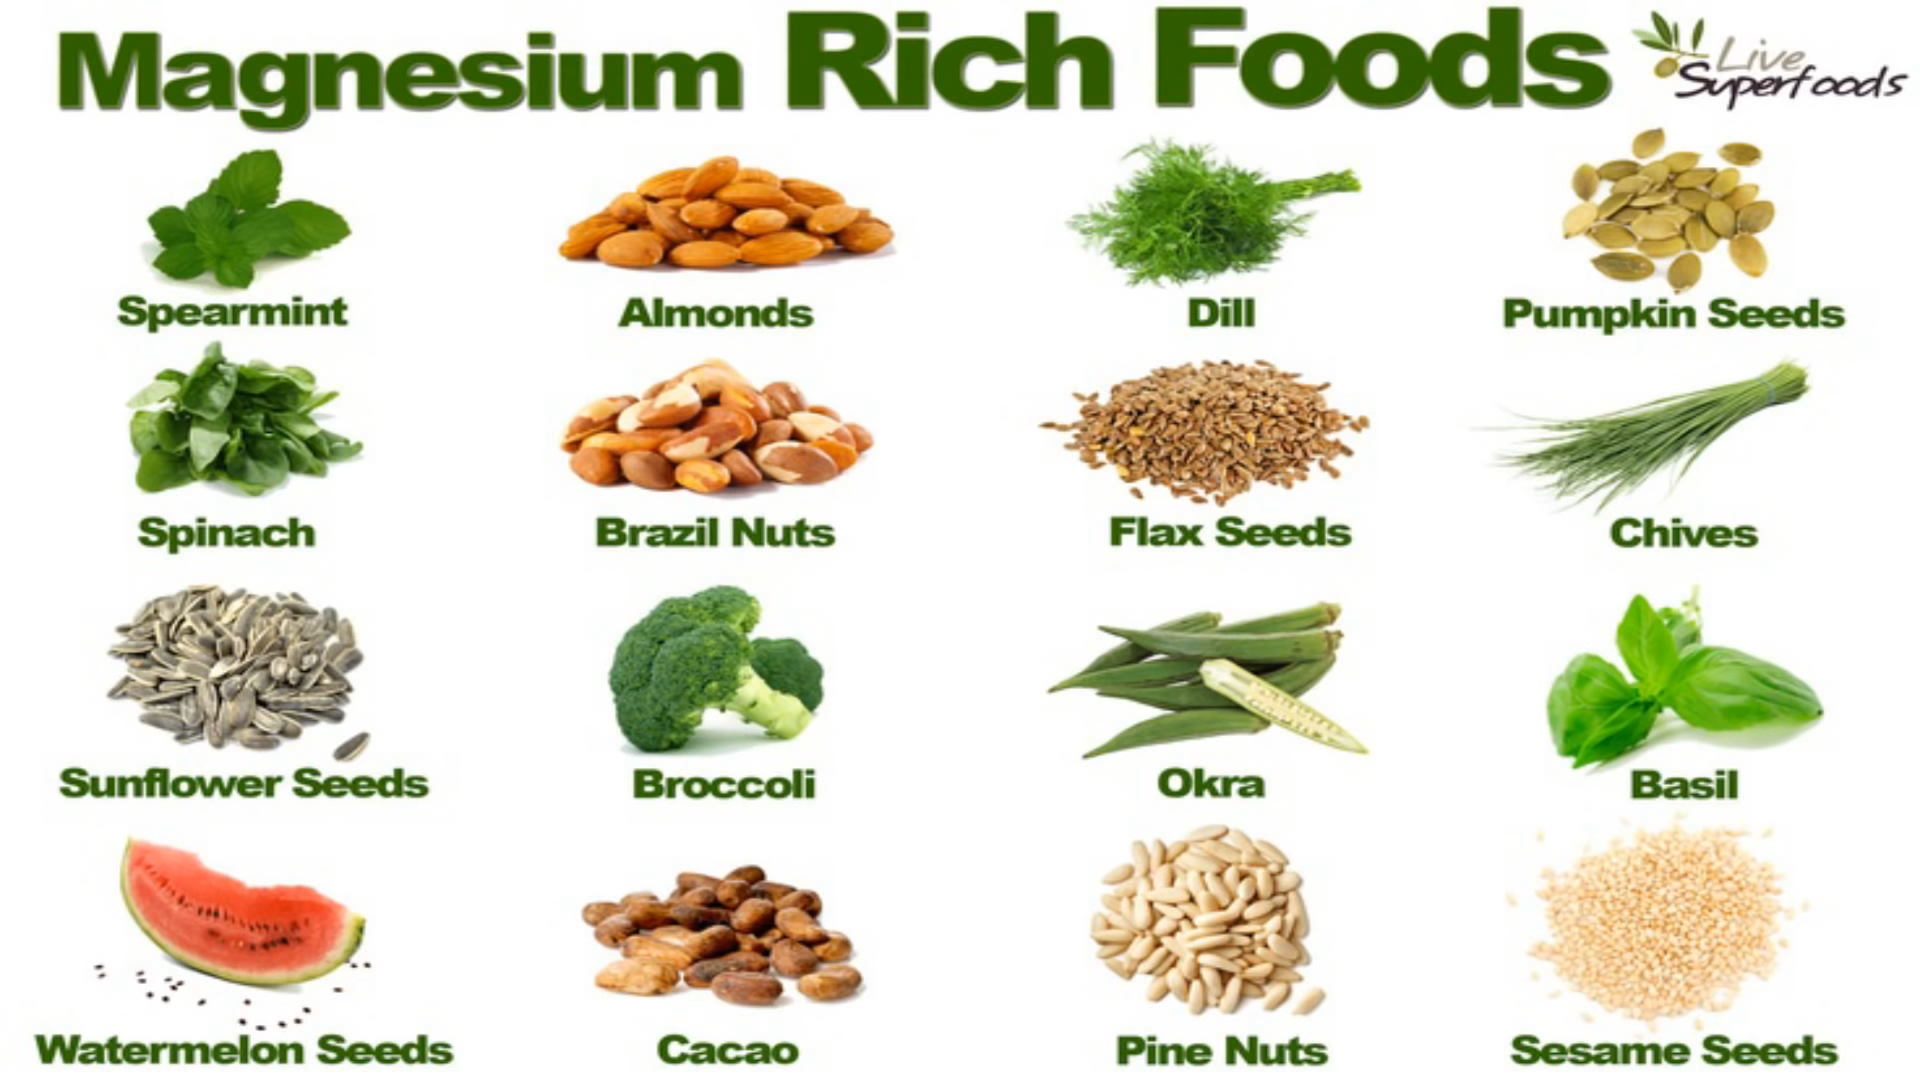 Magnesium Rich Foods
Live
Superfoods
Spearmint
Almonds
Dill
Pumpkin Seeds
Spinach
Brazil Nuts
Flax Seeds
Chives
Sunflower Seeds
Broccoli
Okra
Basil
Watermelon Seeds
Cacao
Pine Nuts
Sesame Seeds